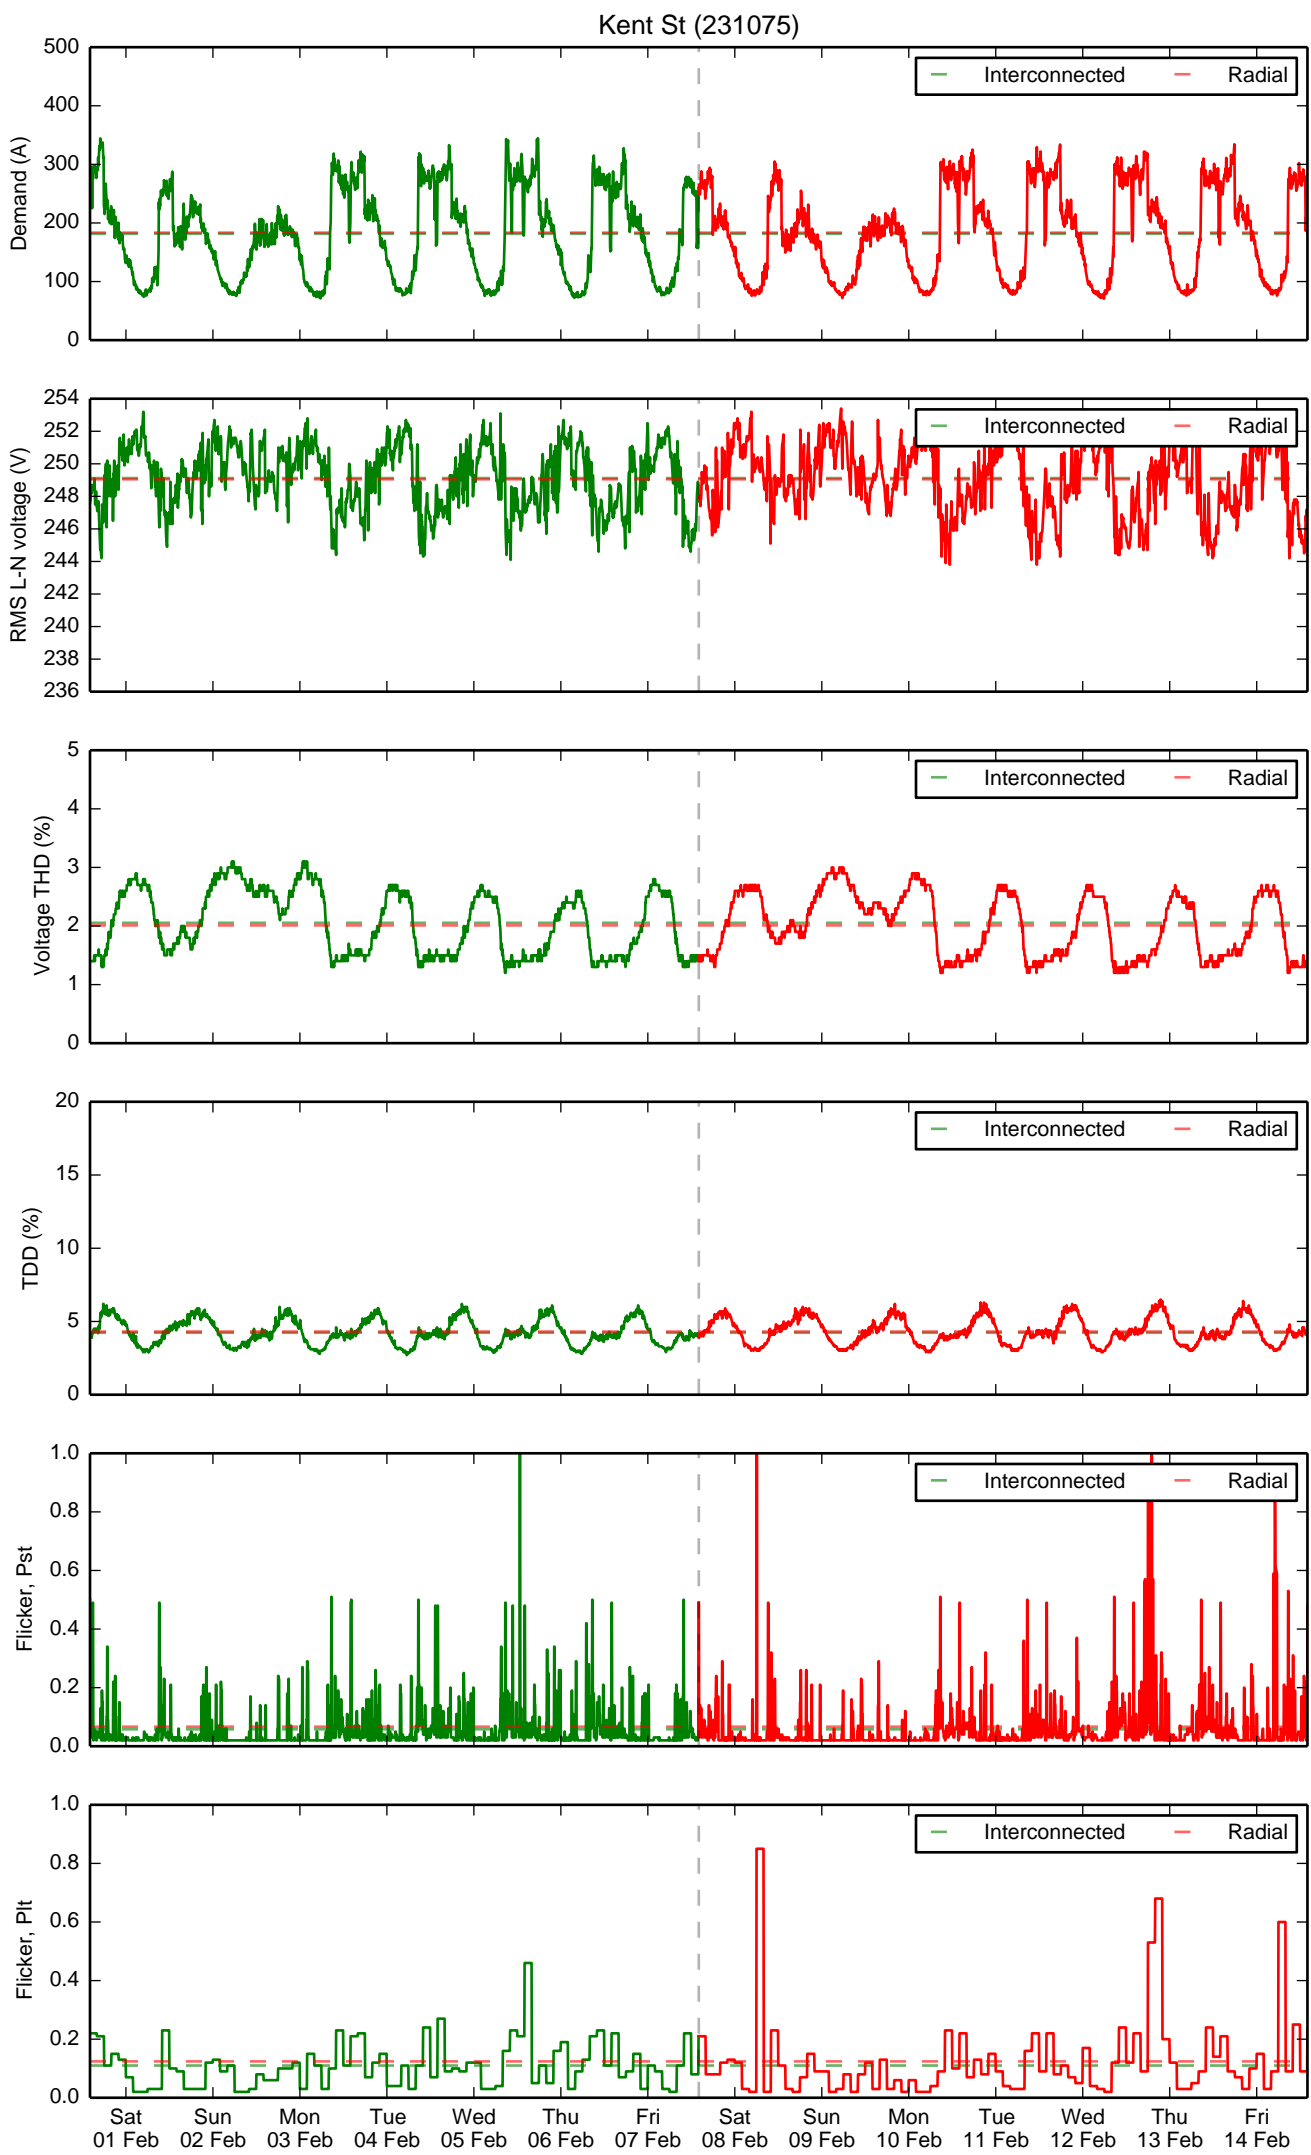 Kent St (231075)
500
400
300
200
100
0
Demand (A)
Interconnected Radial
254
252
250
248
246
244
242
240
238
236
RMS L-N voltage (V)
Interconnected Radial
5
4
3
2
1
0
Voltage THD (%)
Interconnected Radial
20
15
10
5
0
TDD (%)
Interconnected Radial
1.0
0.8
0.6
0.4
0.2
0.0
Flicker, Pst
Interconnected Radial
1.0
0.8
0.6
0.4
0.2
0.0
Flicker, Plt
Interconnected Radial
Sat Sun Mon Tue Wed Thu Fri Sat Sun Mon Tue Wed Thu Fri
01 Feb 02 Feb 03 Feb 04 Feb 05 Feb 06 Feb 07 Feb 08 Feb 09 Feb 10 Feb 11 Feb 12 Feb 13 Feb 14 Feb